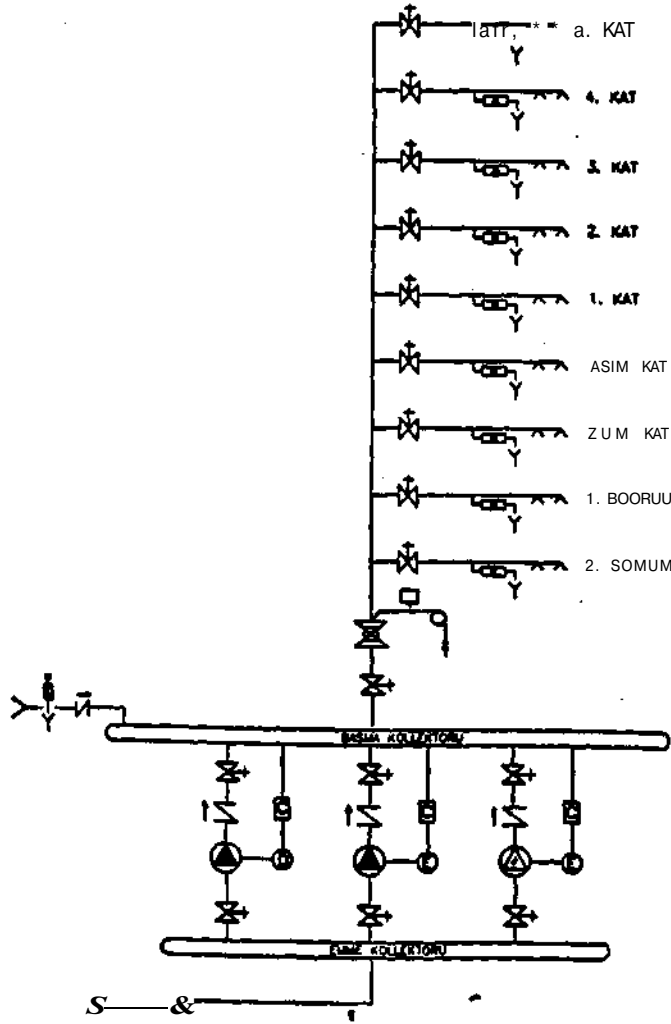 Iaır, ** a. KAT
4. KAT
3. KAT
2. KAT
1. KAT
ASIM KAT
ZUM KAT
1. BOORUU
2. SOMUM
BASMA KOLLEKTORU
EMME KOLLEKTORU
S——&